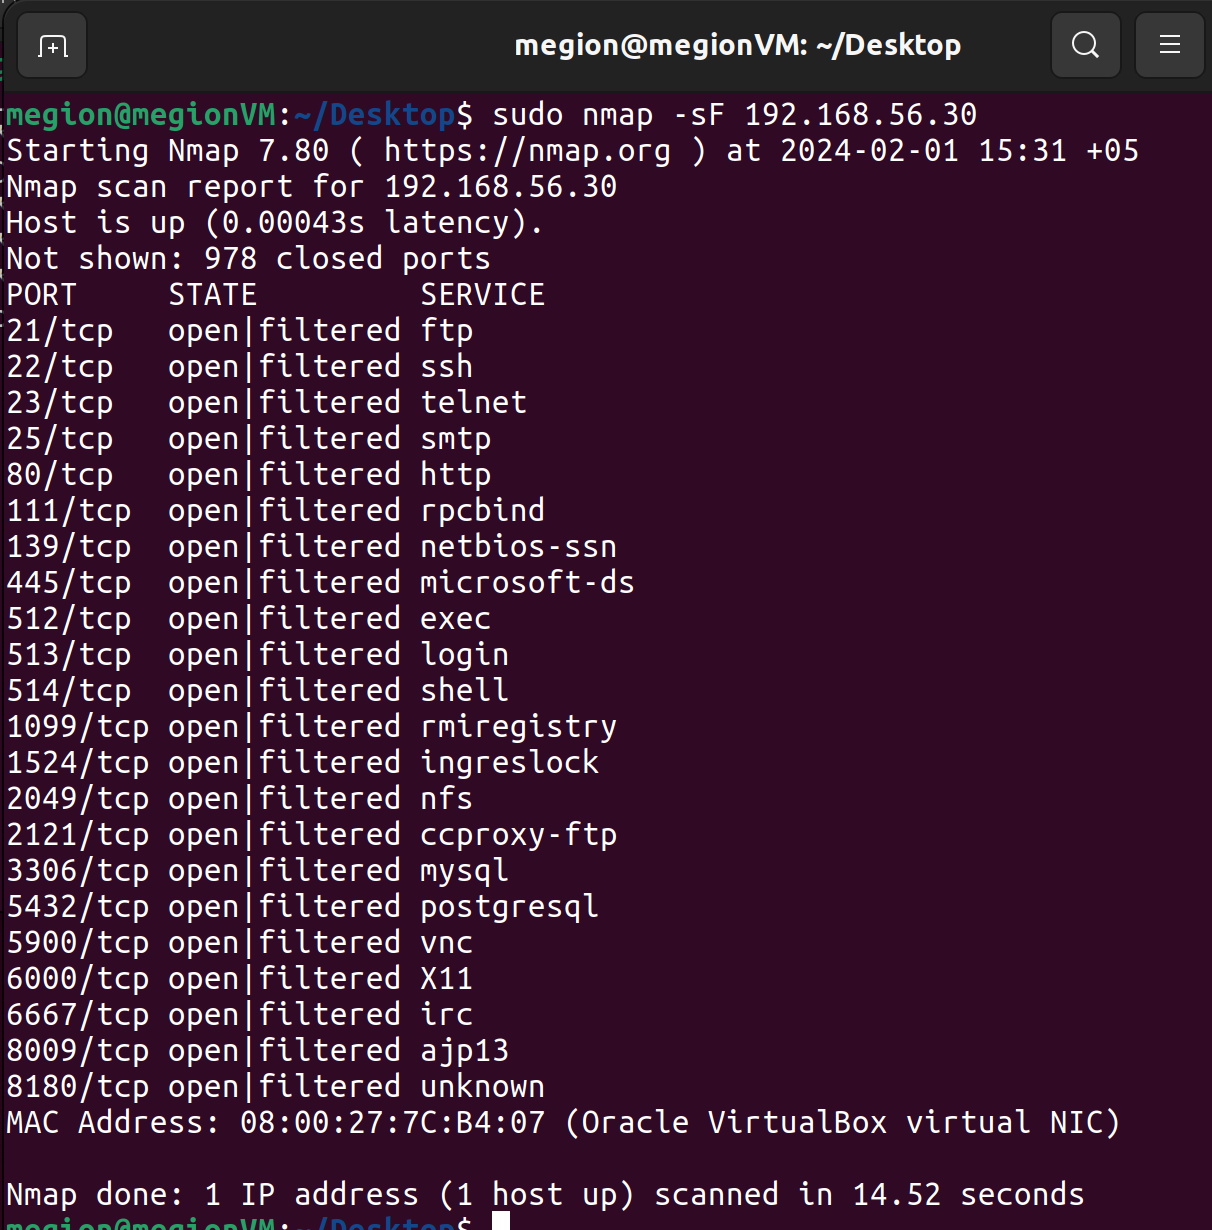 megion@megionVM: ~/Desktop
megion@megionVM:~/Desktop$ sudo nmap -sF 192.168.56.30
Starting Nmap 7.80 ( https://nmap.org ) at 2024-02-01 15:31 +05
Nmap scan report for 192.168.56.30
Host is up (0.00043s latency).
Not shown: 978 closed ports
PORT     STATE         SERVICE
21/tcp   open|filtered ftp
22/tcp   open|filtered ssh
23/tcp   open|filtered telnet
25/tcp   open|filtered smtp
80/tcp   open|filtered http
111/tcp  open|filtered rpcbind
139/tcp  open|filtered netbios-ssn
445/tcp  open|filtered microsoft-ds
512/tcp  open|filtered exec
513/tcp  open|filtered login
514/tcp  open|filtered shell
1099/tcp open|filtered rmiregistry
1524/tcp open|filtered ingreslock
2049/tcp open|filtered nfs
2121/tcp open|filtered ccproxy-ftp
3306/tcp open|filtered mysql
5432/tcp open|filtered postgresql
5900/tcp open|filtered vnc
6000/tcp open|filtered X11
6667/tcp open|filtered irc
8009/tcp open|filtered ajp13
8180/tcp open|filtered unknown
MAC Address: 08:00:27:7C:B4:07 (Oracle VirtualBox virtual NIC)

Nmap done: 1 IP address (1 host up) scanned in 14.52 seconds
megion@megionVM:~/Desktop$